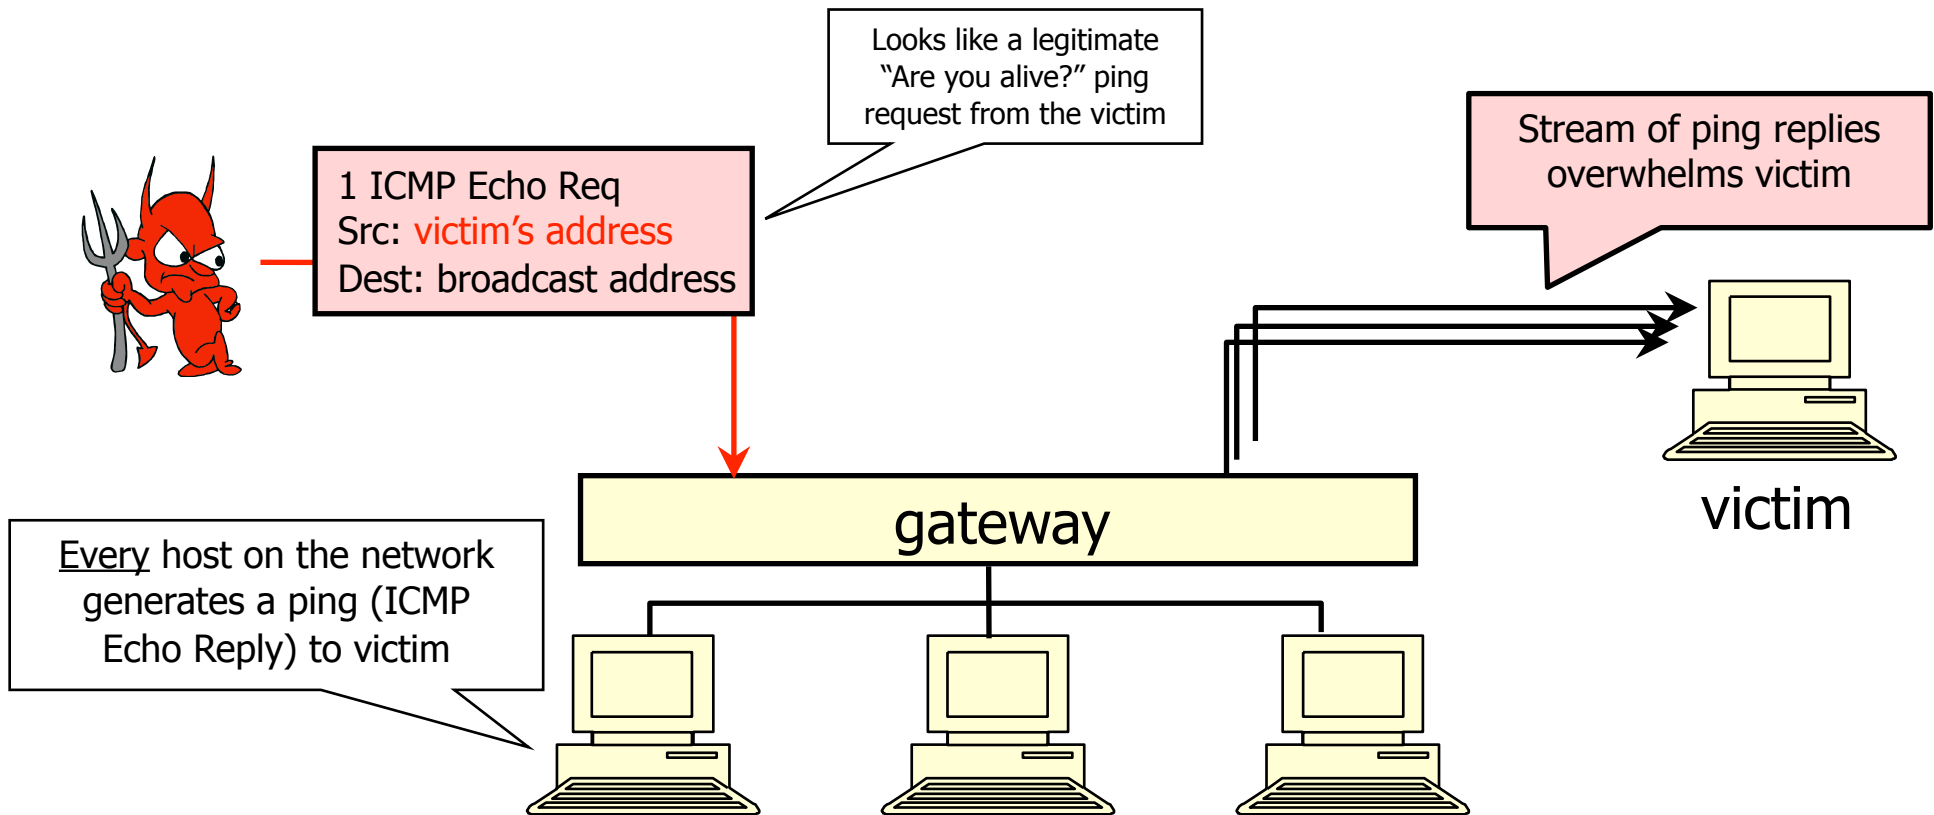 Looks like a legitimate
“Are you alive?” ping
request from the victim
Stream of ping replies
overwhelms victim
1 ICMP Echo Req
Src: victim’s address
Dest: broadcast address
gateway
victim
Every host on the network
generates a ping (ICMP
Echo Reply) to victim